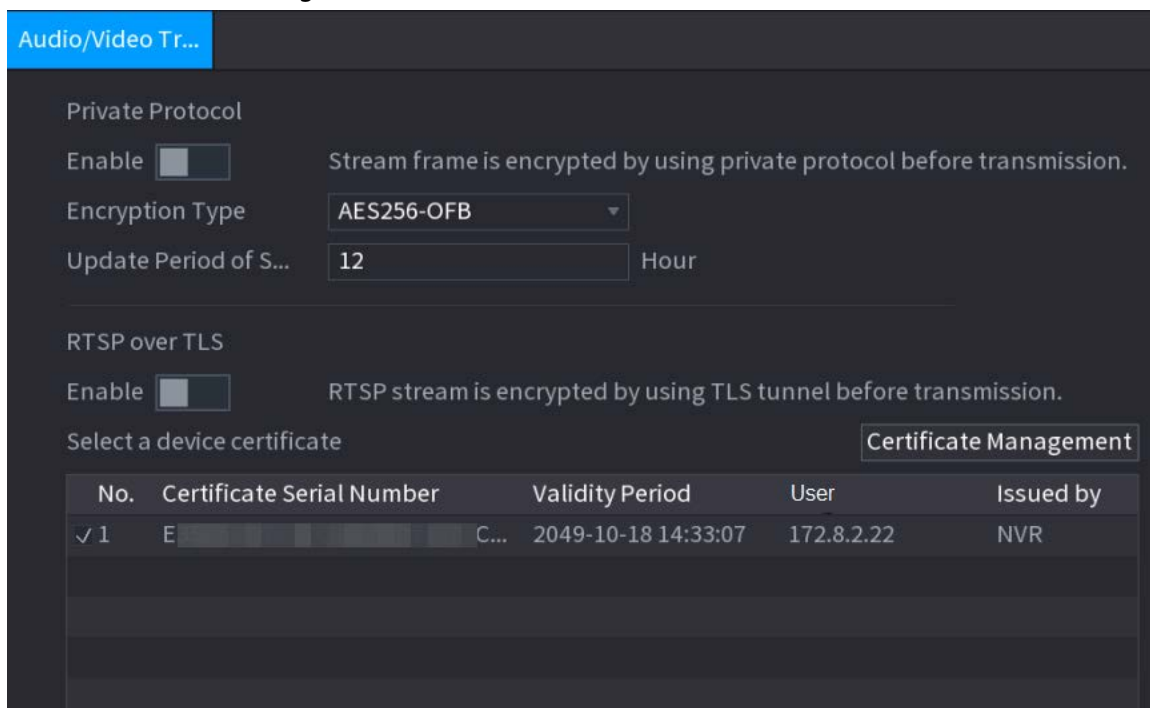 Audio/Video Tr...
Private Protocol
Enable Stream frame is encrypted by using private protocol before transmission.
Encryption Type AES256-OFB
Update Period of S... 12 Hour
RTSP over TLS
Enable RTSP stream is encrypted by using TLS tunnel before transmission.
Select a device certificate Certificate Management
No. Certificate Serial Number Validity Period User Issued by
1 E C... 2049-10-18 14:33:07 172.8.2.22 NVR